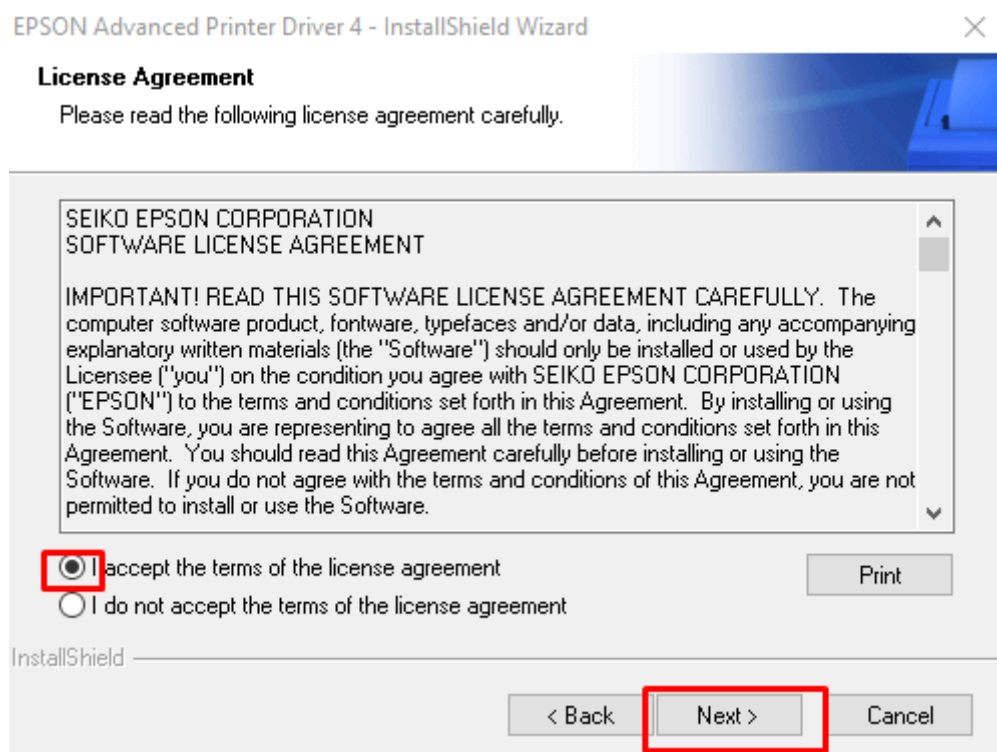 EPSON Advanced Printer Driver 4 - InstallShield Wizard
License Agreement
Please read the following license agreement carefully.
SEIKO EPSON CORPORATION
SOFTWARE LICENSE AGREEMENT
IMPORTANT! READ THIS SOFTWARE LICENSE AGREEMENT CAREFULLY.  The
computer software product, fontware, typefaces and/or data, including any accompanying
explanatory written materials (the "Software") should only be installed or used by the
Licensee ("you") on the condition you agree with SEIKO EPSON CORPORATION
("EPSON") to the terms and conditions set forth in this Agreement.  By installing or using
the Software, you are representing to agree all the terms and conditions set forth in this
Agreement.  You should read this Agreement carefully before installing or using the
Software.  If you do not agree with the terms and conditions of this Agreement, you are not
permitted to install or use the Software.
I accept the terms of the license agreement
Print
I do not accept the terms of the license agreement
InstallShield
< Back
Next >
Cancel